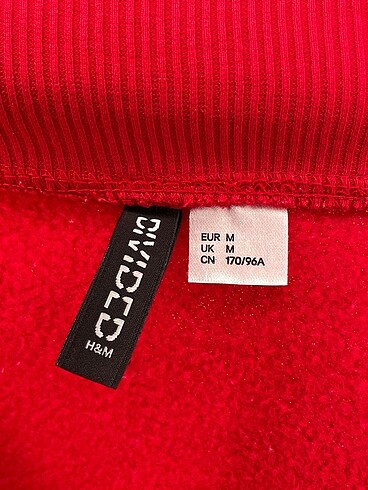 DIVIDED
H&M
EUR M
UK M
CN 170/96A